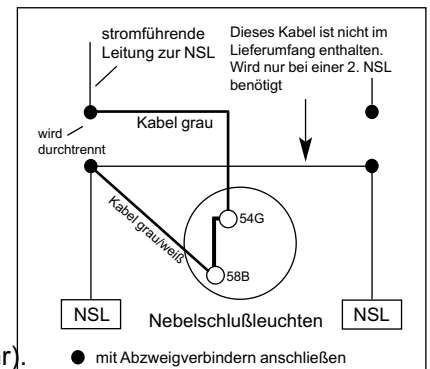 stromführende
Leitung zur NSL
Dieses Kabel ist nicht im
Lieferumfang enthalten.
Wird nur bei einer 2. NSL
benötigt
wird
durchtrennt
Kabel grau
Kabel grau/weiß
54G
58B
NSL
Nebelschlußleuchten
NSL
mit Abzweigverbindern anschließen